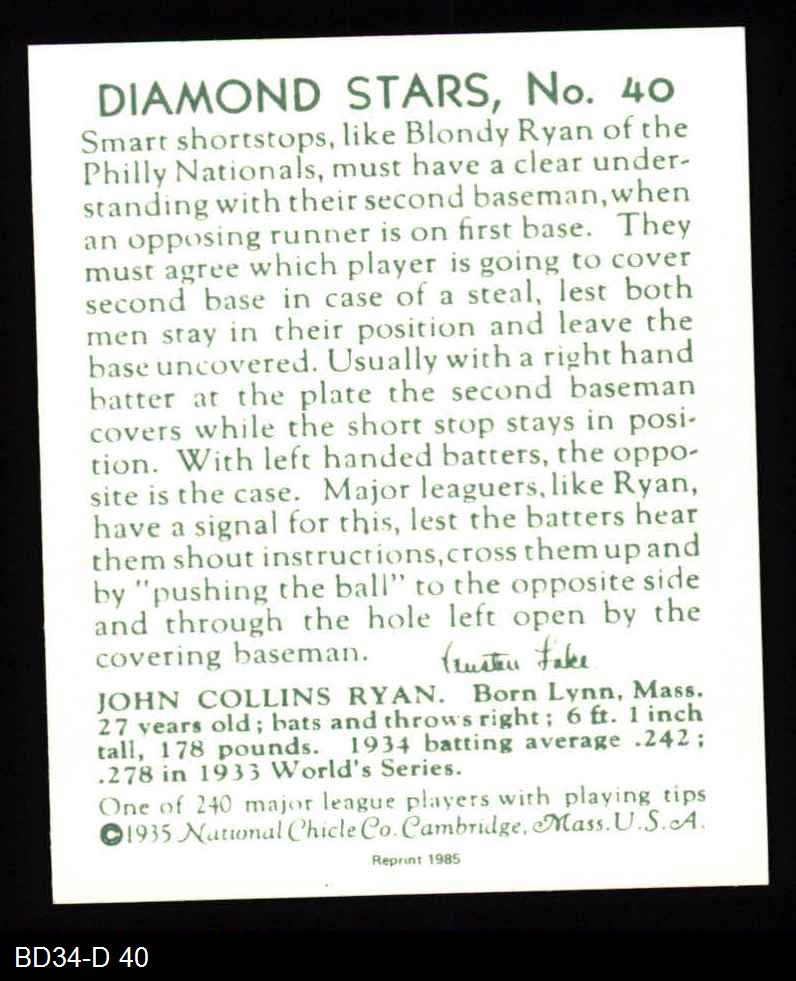 DIAMOND STARS, No. 40
Smart shortstops, like Blondy Ryan of the
Philly Nationals, must have a clear under-
standing with their second baseman, when
an opposing runner is on first base. They
must agree which player is going to cover
second base in case of a steal, lest both
men stay in their position and leave the
base uncovered. Usually with a right hand
batter at the plate the second baseman
covers while the short stop stays in posi-
tion. With left handed batters, the oppo-
site is the case. Major leaguers, like Ryan,
have a signal for this, lest the batters hear
them shout instructions, cross them up and
by "pushing the ball" to the opposite side
and through the hole left open by the
covering baseman.
JOHN COLLINS RYAN. Born Lynn, Mass.
27 years old; bats and throws right; 6 ft. 1 inch
tall, 178 pounds. 1934 batting average .242;
.278 in 1933 World's Series.
One of 240 major league players with playing tips
©1935 National Chicle Co. Cambridge, Mass. U.S.A.
Reprint 1985
BD34-D 40